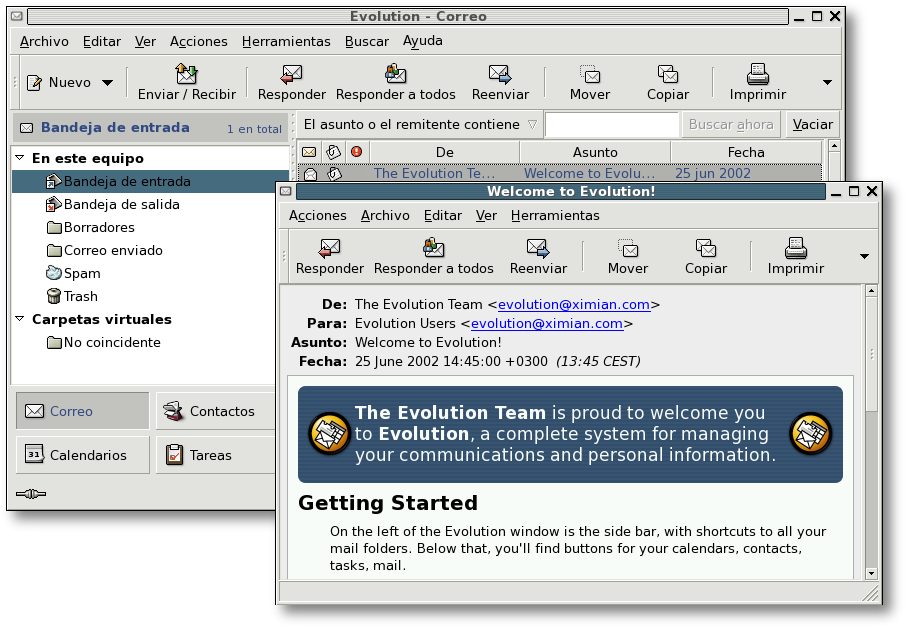 Evolution - Correo
Archivo Editar Ver Acciones Herramientas Buscar Ayuda
Nuevo Enviar / Recibir Responder Responder a todos Reenviar Mover Copiar Imprimir
Bandeja de entrada 1 en total
El asunto o el remitente contiene Buscar ahora Vaciar
En este equipo
Bandeja de entrada
Bandeja de salida
Borradores
Correo enviado
Spam
Trash
Carpetas virtuales
No coincidente
Correo Contactos
31 Calendarios Tareas
De Asunto Fecha
The Evolution Te... Welcome to Evolu... 25 jun 2002
Welcome to Evolution!
Acciones Archivo Editar Ver Herramientas
Responder Responder a todos Reenviar Mover Copiar Imprimir
De: The Evolution Team <evolution@ximian.com>
Para: Evolution Users <evolution@ximian.com>
Asunto: Welcome to Evolution!
Fecha: 25 June 2002 14:45:00 +0300 (13:45 CEST)
The Evolution Team is proud to welcome you
to Evolution, a complete system for managing
your communications and personal information.
Getting Started
On the left of the Evolution window is the side bar, with shortcuts to all your
mail folders. Below that, you'll find buttons for your calendars, contacts,
tasks, mail.